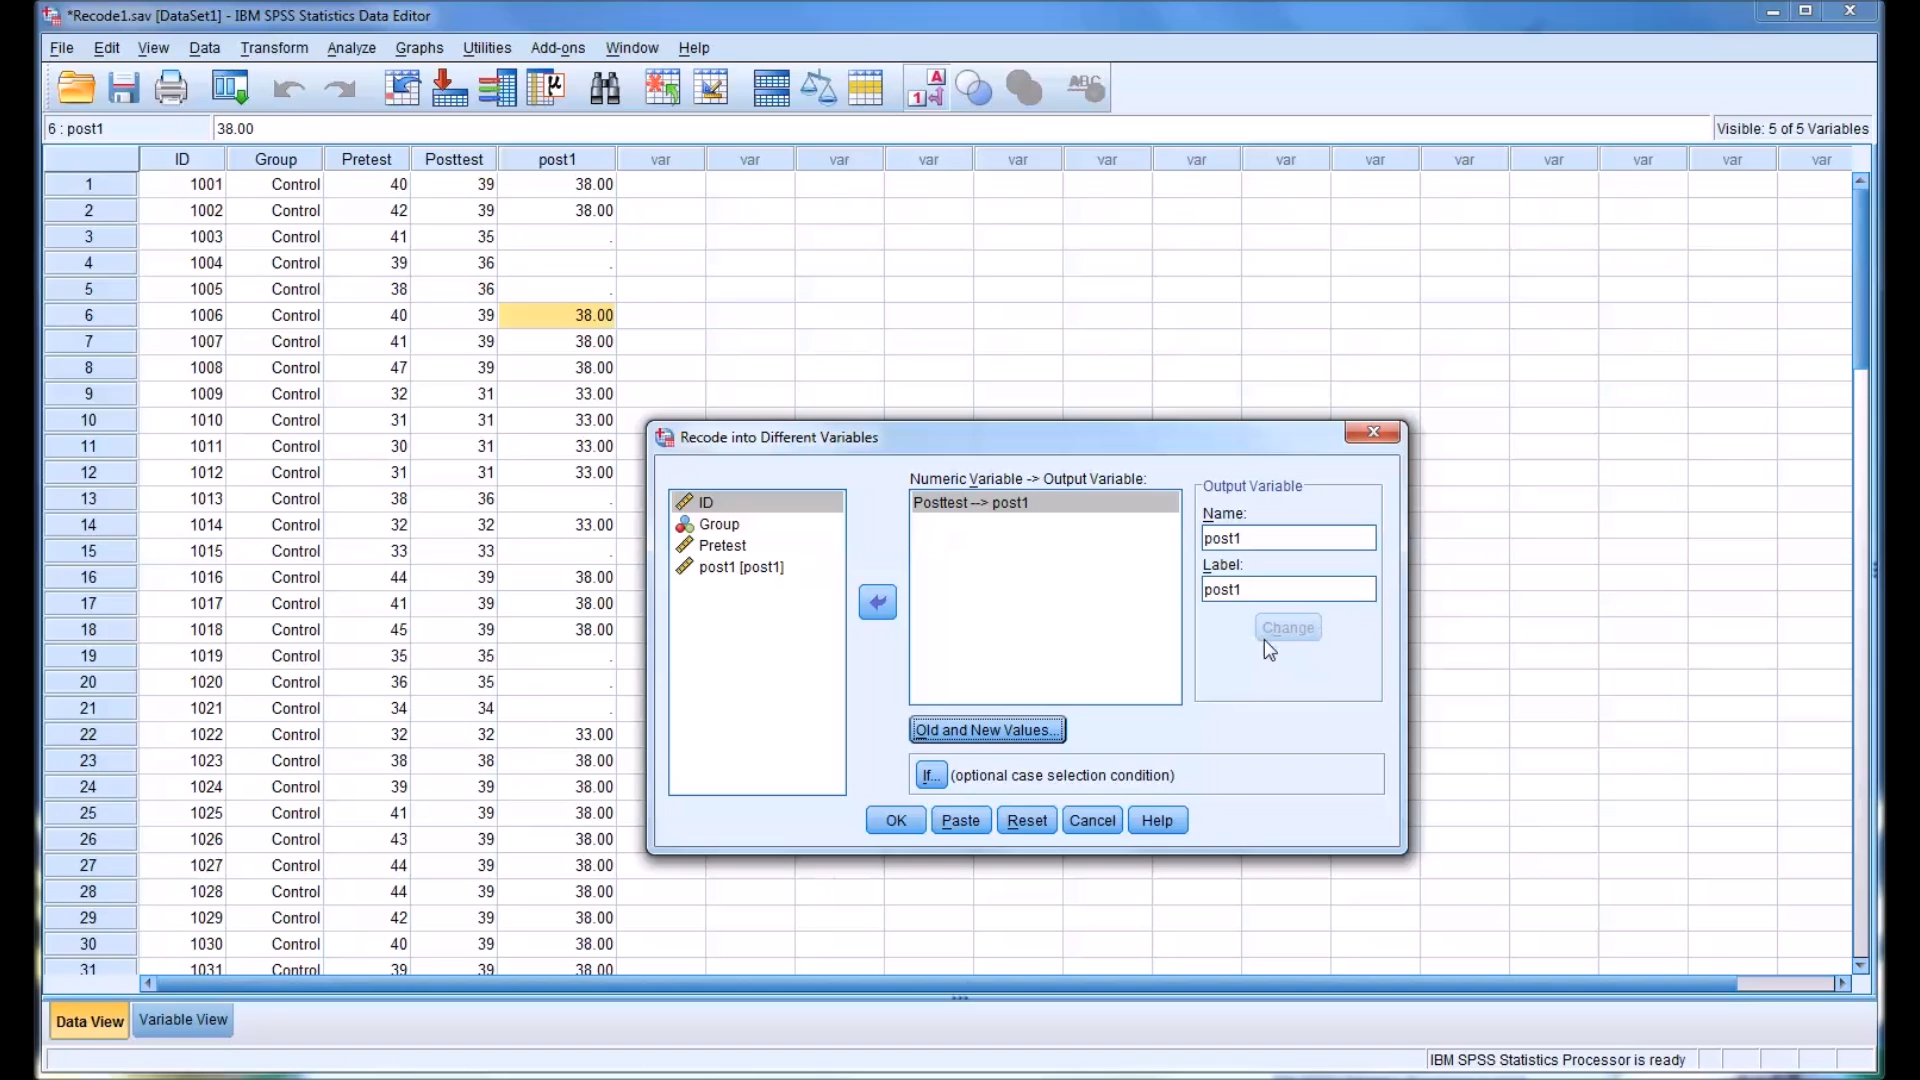 *Recode1.sav [DataSet1] - IBM SPSS Statistics Data Editor
File Edit View Data Transform Analyze Graphs Utilities Add-ons Window Help
6 : post1 38.00 Visible: 5 of 5 Variables
ID Group Pretest Posttest post1 var var var var var var var var var var var var var var
1 1001 Control 40 39 38.00
2 1002 Control 42 39 38.00
3 1003 Control 41 35 .
4 1004 Control 39 36 .
5 1005 Control 38 36 .
6 1006 Control 40 39 38.00
7 1007 Control 41 39 38.00
8 1008 Control 47 39 38.00
9 1009 Control 32 31 33.00
10 1010 Control 31 31 33.00
11 1011 Control 30 31 33.00
12 1012 Control 31 31 33.00
13 1013 Control 38 36 .
14 1014 Control 32 32 33.00
15 1015 Control 33 33 .
16 1016 Control 44 39 38.00
17 1017 Control 41 39 38.00
18 1018 Control 45 39 38.00
19 1019 Control 35 35 .
20 1020 Control 36 35 .
21 1021 Control 34 34 .
22 1022 Control 32 32 33.00
23 1023 Control 38 38 38.00
24 1024 Control 39 39 38.00
25 1025 Control 41 39 38.00
26 1026 Control 43 39 38.00
27 1027 Control 44 39 38.00
28 1028 Control 44 39 38.00
29 1029 Control 42 39 38.00
30 1030 Control 40 39 38.00
31 1031 Control 39 39 38.00
Recode into Different Variables
ID
Group
Pretest
post1 [post1]
Numeric Variable -> Output Variable:
Posttest --> post1
Output Variable
Name:
post1
Label:
post1
Change
Old and New Values...
If... (optional case selection condition)
OK Paste Reset Cancel Help
Data View Variable View
IBM SPSS Statistics Processor is ready